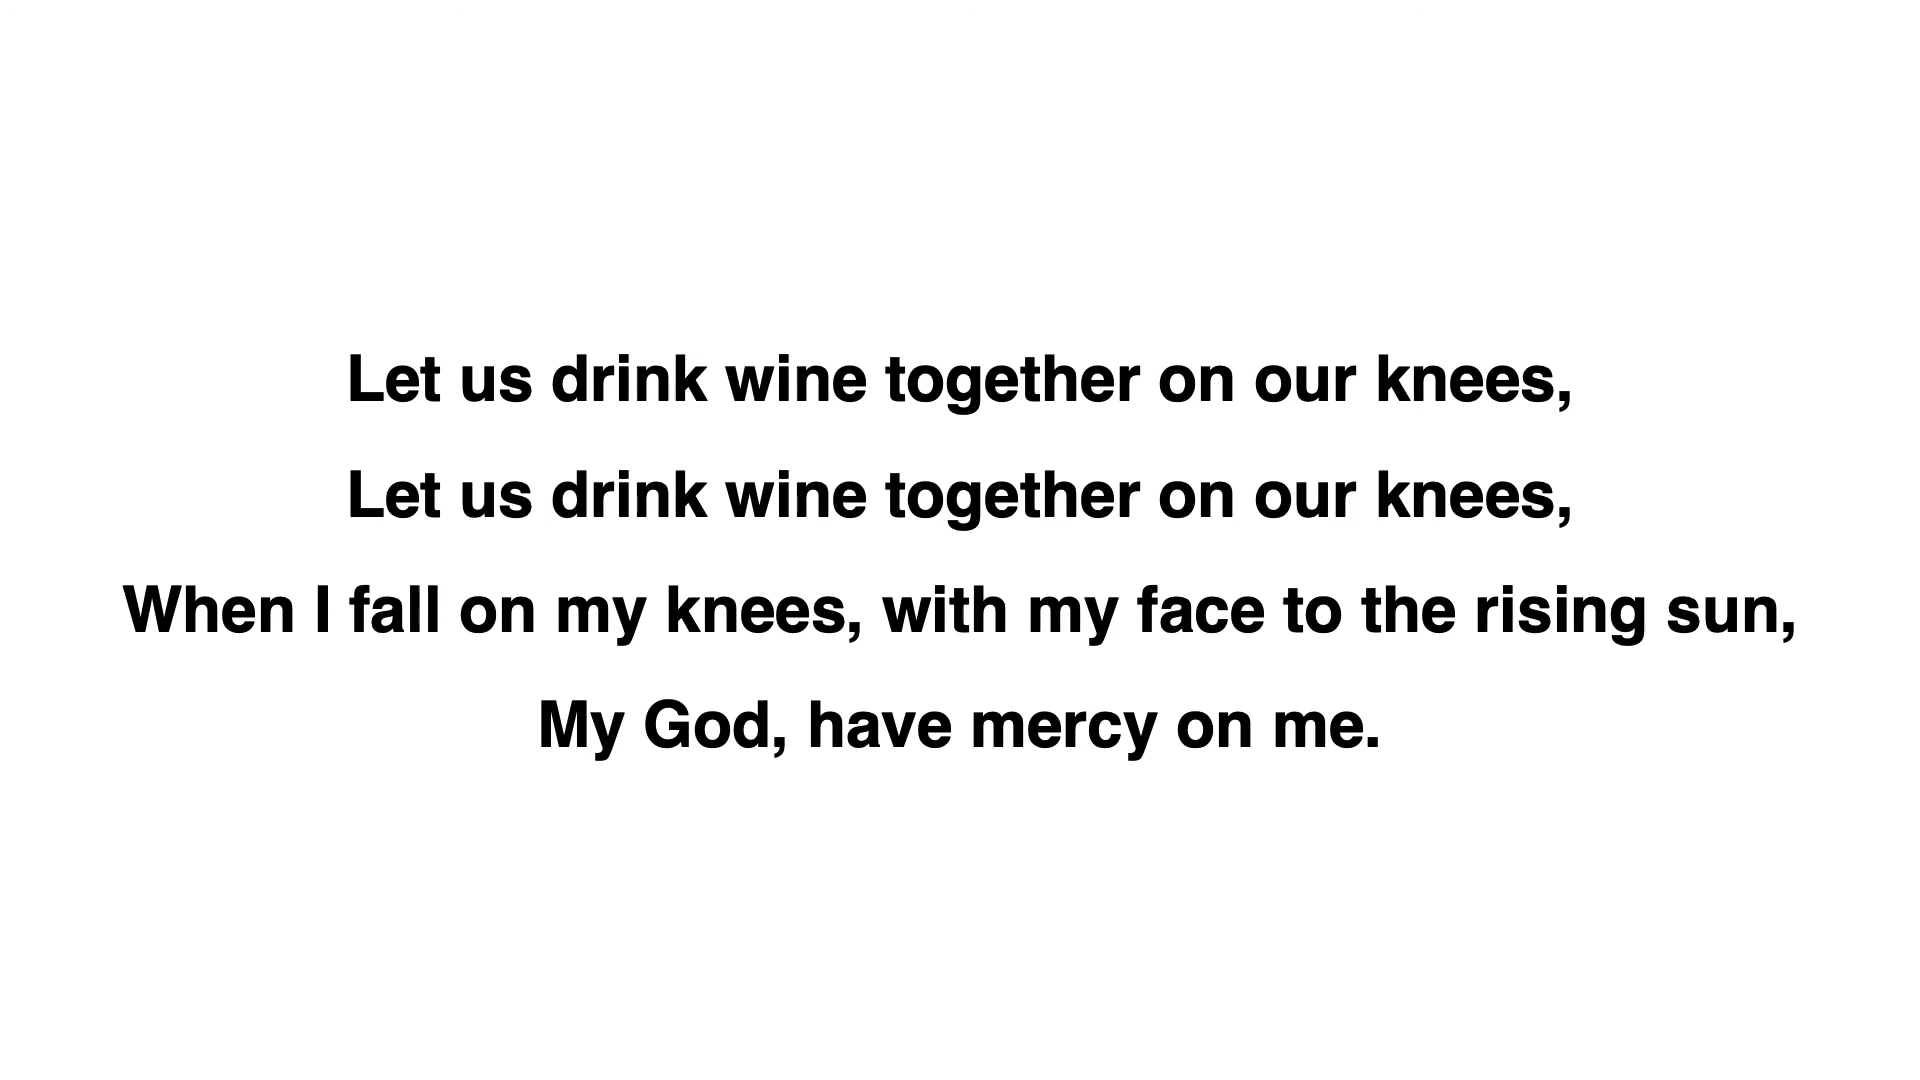 Let us drink wine together on our knees,
Let us drink wine together on our knees,
When I fall on my knees, with my face to the rising sun,
My God, have mercy on me.